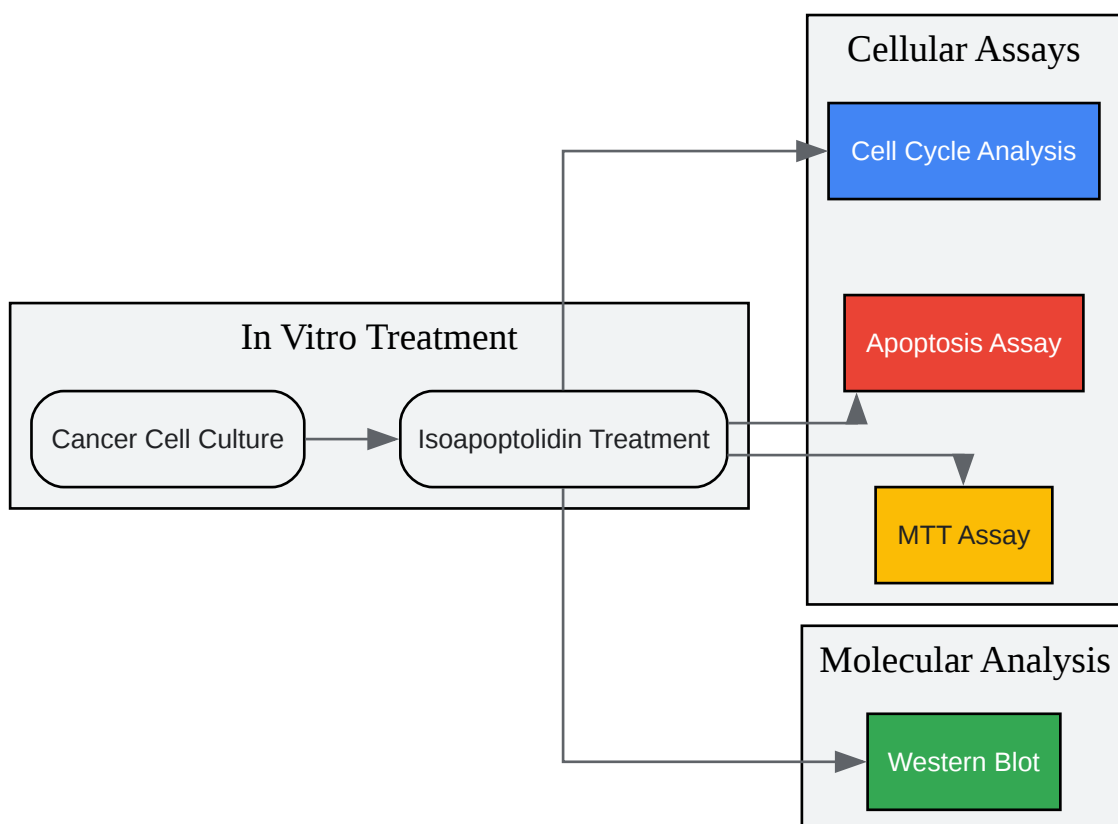 Cellular Assays
Cell Cycle Analysis
In Vitro Treatment
Apoptosis Assay
Cancer Cell Culture
Isoapoptolidin Treatment
MTT Assay
Molecular Analysis
Western Blot